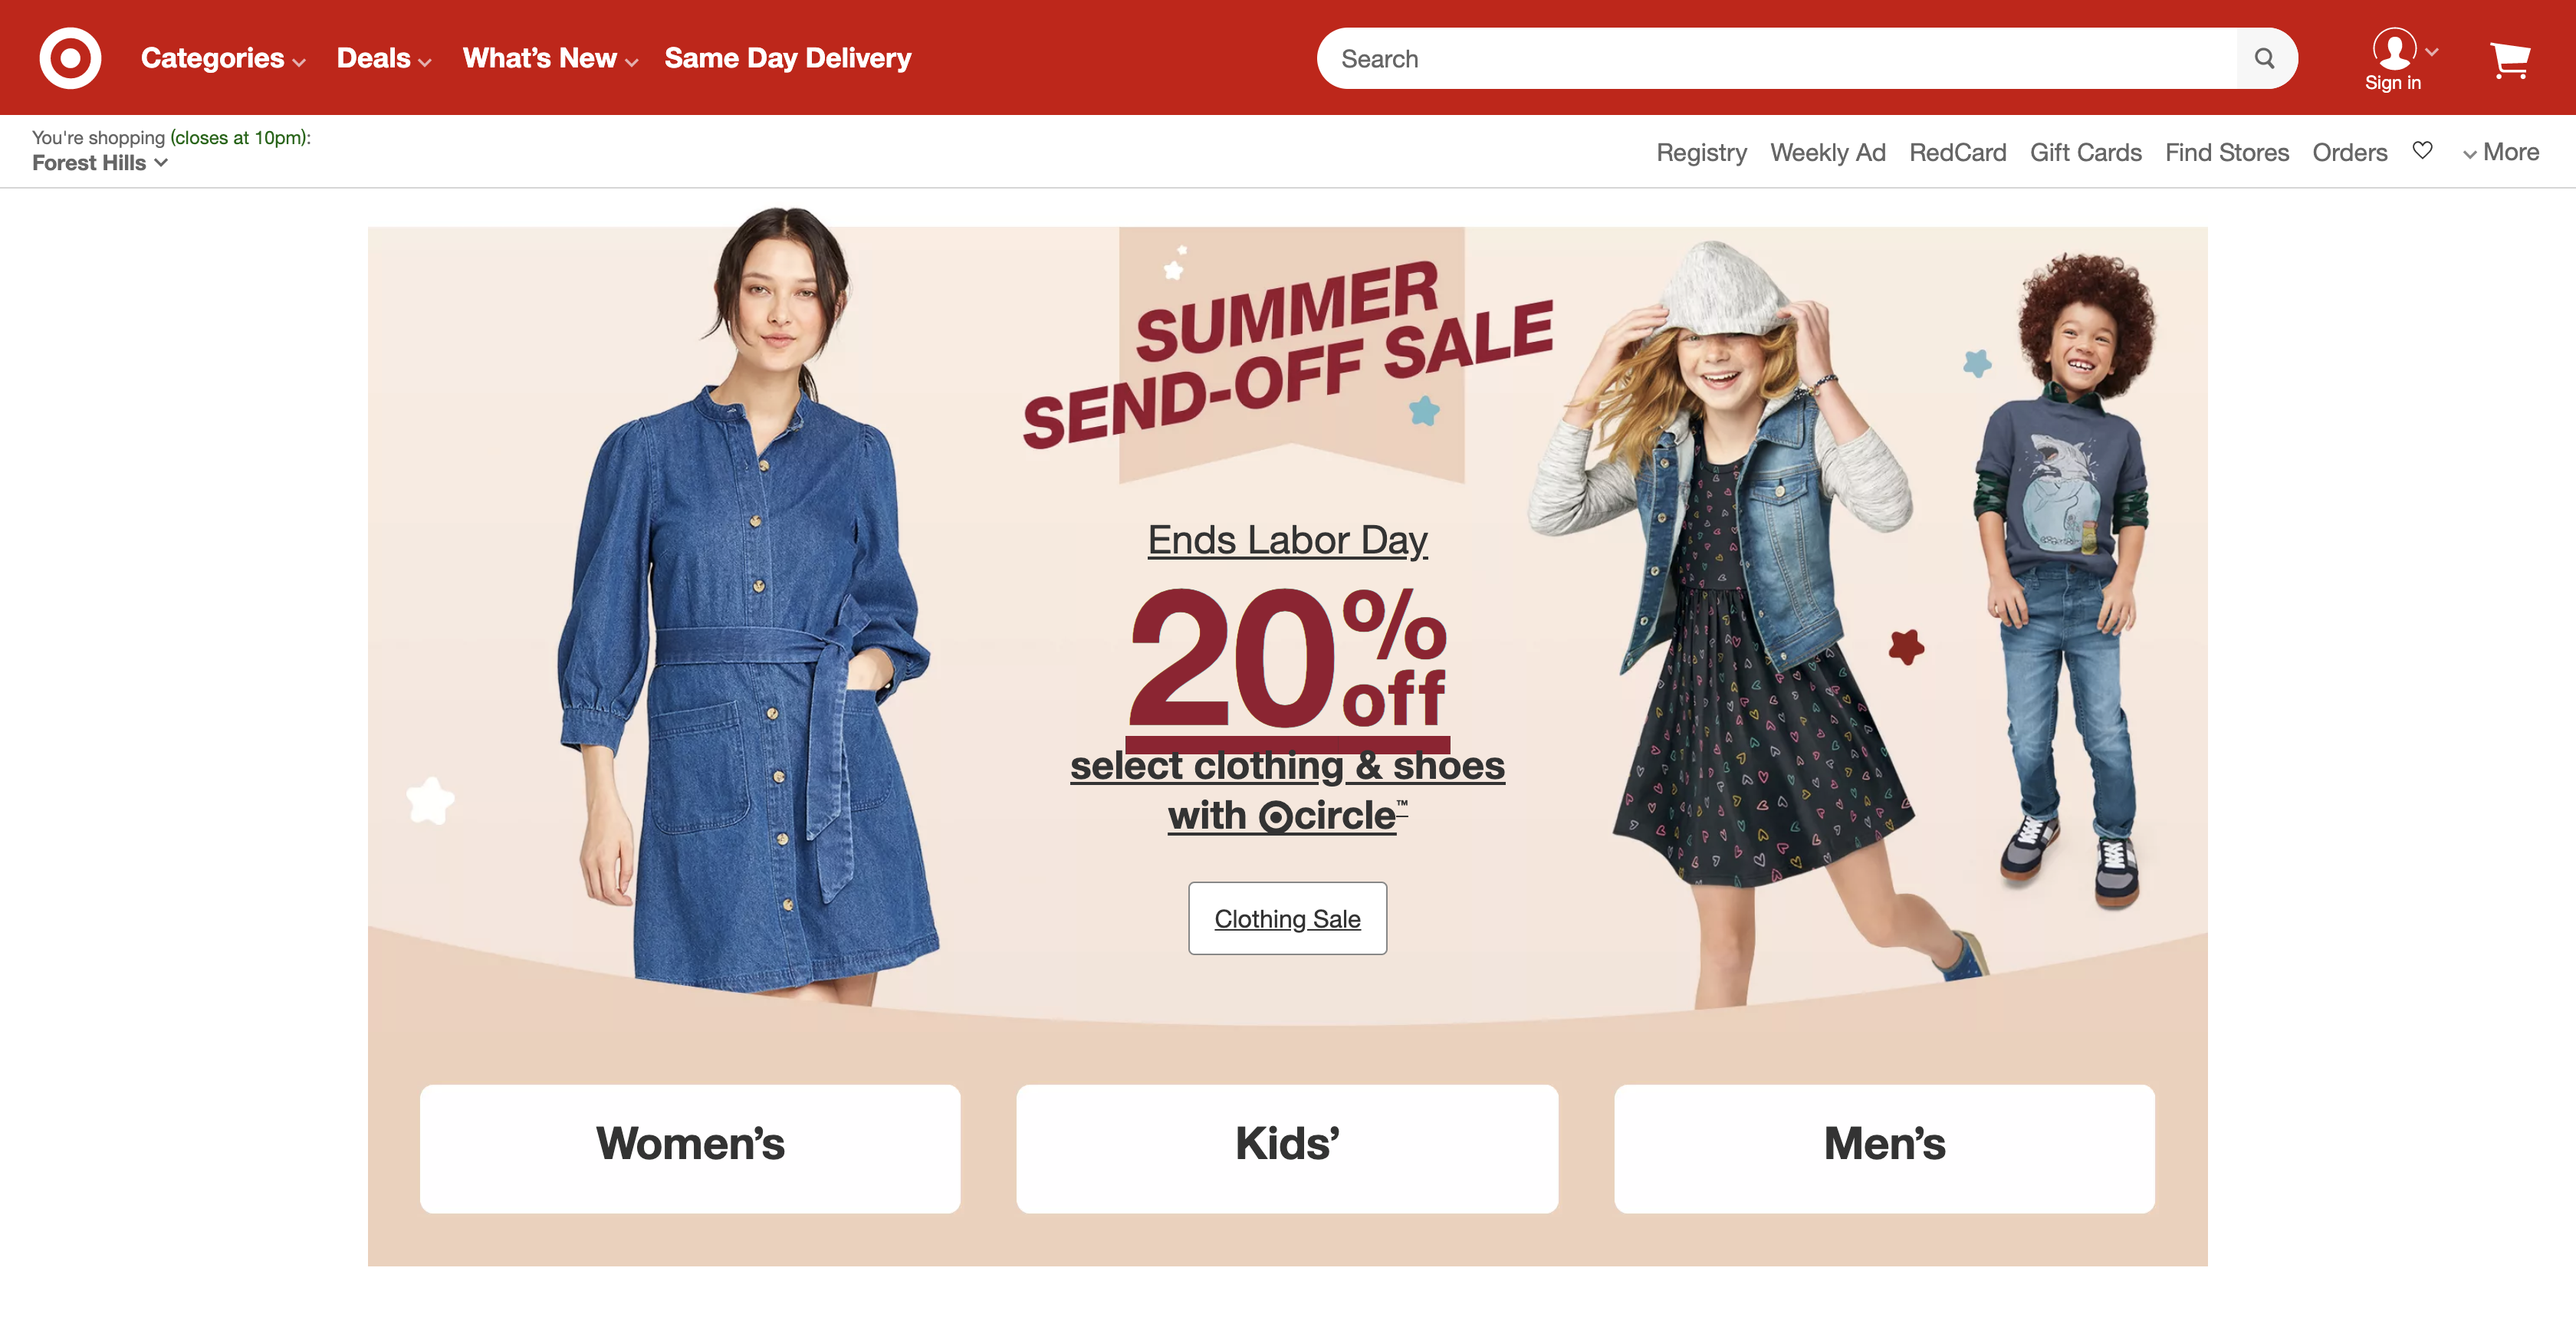 Categories Deals What’s New Same Day Delivery
Search
Sign in
You're shopping (closes at 10pm):
Forest Hills
Registry Weekly Ad RedCard Gift Cards Find Stores Orders More
SUMMER
SEND-OFF SALE
Ends Labor Day
20% off
select clothing & shoes
with circle™
Clothing Sale
Women’s
Kids’
Men’s